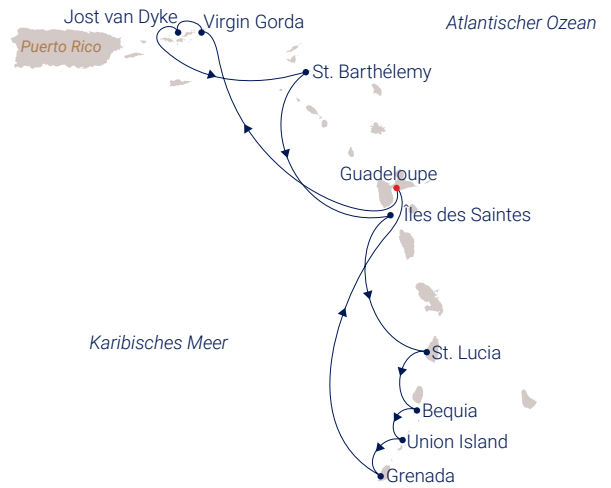 Jost van Dyke
Virgin Gorda
Atlantischer Ozean
Puerto Rico
St. Barthélemy
Guadeloupe
Îles des Saintes
Karibisches Meer
St. Lucia
Bequia
Union Island
Grenada